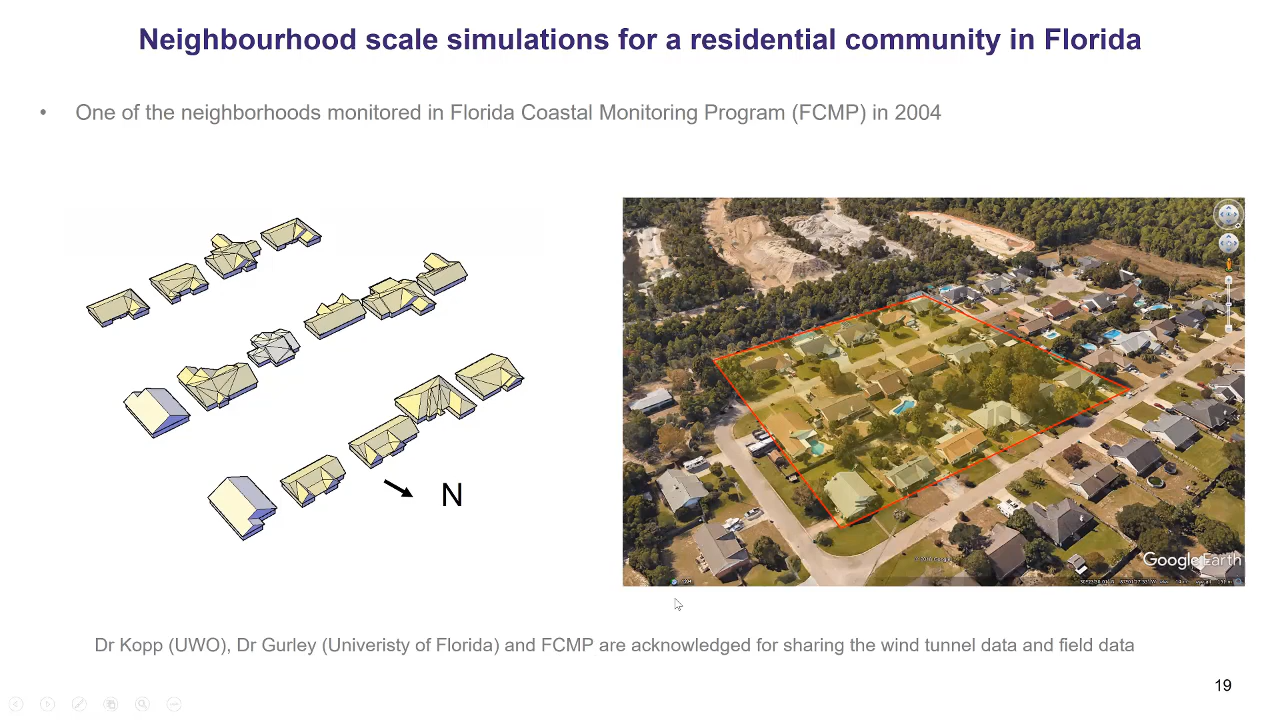 Neighbourhood scale simulations for a residential community in Florida
• One of the neighborhoods monitored in Florida Coastal Monitoring Program (FCMP) in 2004
N
Google Earth
Dr Kopp (UWO), Dr Gurley (Univeristy of Florida) and FCMP are acknowledged for sharing the wind tunnel data and field data
19